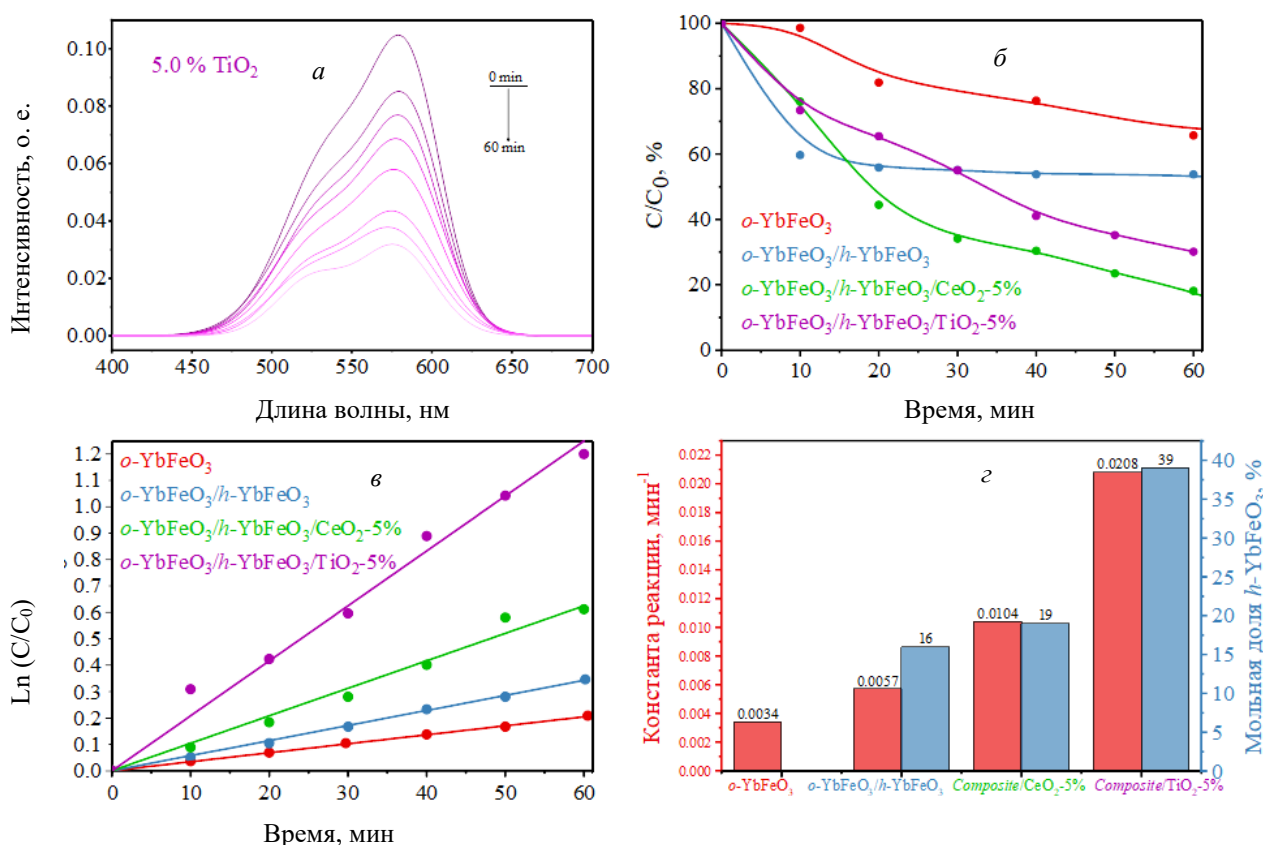 5.0 % TiO2
а
0 min
60 min
0.10
0.08
0.06
0.04
0.02
0.00
400 450 500 550 600 650 700
Интенсивность, о. е.
Длина волны, нм
б
100
80
60
40
20
0
0 10 20 30 40 50 60
C/C0, %
o-YbFeO3
o-YbFeO3/h-YbFeO3
o-YbFeO3/h-YbFeO3/CeO2-5%
o-YbFeO3/h-YbFeO3/TiO2-5%
Время, мин
в
1.2
1.1
1.0
0.9
0.8
0.7
0.6
0.5
0.4
0.3
0.2
0.1
0.0
0 10 20 30 40 50 60
Ln (C/C0)
o-YbFeO3
o-YbFeO3/h-YbFeO3
o-YbFeO3/h-YbFeO3/CeO2-5%
o-YbFeO3/h-YbFeO3/TiO2-5%
Время, мин
г
0.022
0.020
0.018
0.016
0.014
0.012
0.010
0.008
0.006
0.004
0.002
0.000
Константа реакции, мин-1
0.0034
0.0057 16
0.0104 19
0.0208 39
40
35
30
25
20
15
10
5
0
Мольная доля h-YbFeO3, %
o-YbFeO3 o-YbFeO3/h-YbFeO3 Composite/CeO2-5% Composite/TiO2-5%